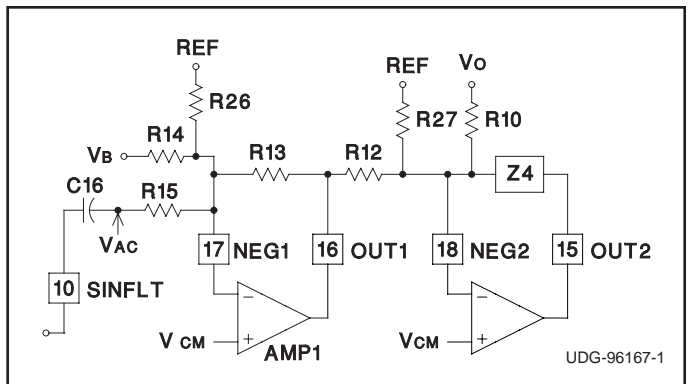 REF
REF
VO
R26
R27
R10
R14
VB
R13
R12
Z4
C16
R15
VAC
17 NEG1
16 OUT1
18 NEG2
15 OUT2
10 SINFLT
−
−
V CM
+
VCM
+
AMP1
UDG-96167-1